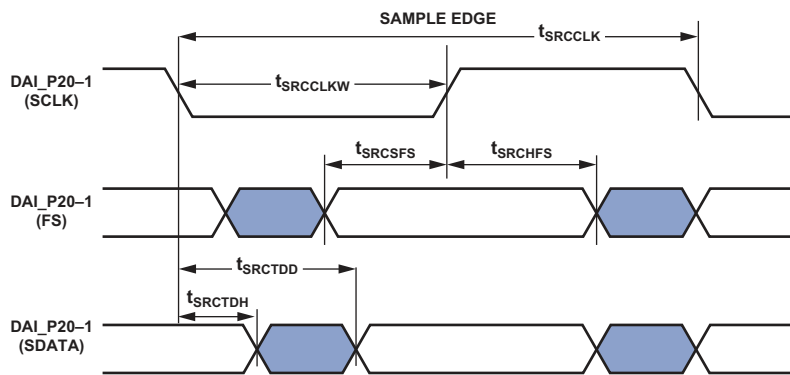 SAMPLE EDGE
tSRCCLK
DAI_P20–1
(SCLK)
tSRCCLKW
tSRCSFS
tSRCHFS
DAI_P20–1
(FS)
tSRCTDD
tSRCTDH
DAI_P20–1
(SDATA)